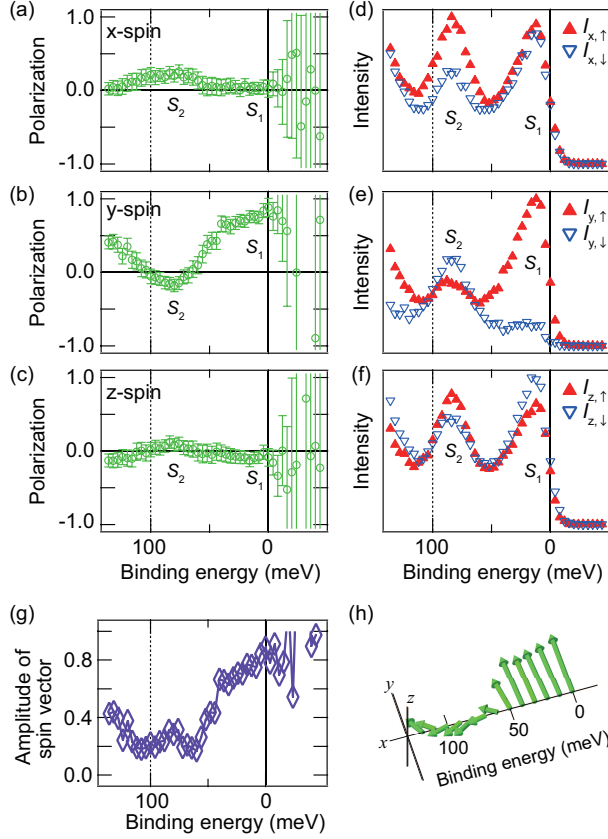 (a)
x-spin
1.0
0.0
-1.0
Polarization
S2
S1
(b)
y-spin
1.0
0.0
-1.0
Polarization
S2
S1
(c)
z-spin
1.0
0.0
-1.0
Polarization
S2
S1
100
0
Binding energy (meV)
(d)
Ix,↑
Ix,↓
Intensity
S2
S1
(e)
Iy,↑
Iy,↓
Intensity
S2
S1
(f)
Iz,↑
Iz,↓
Intensity
S2
S1
100
0
Binding energy (meV)
(g)
0.8
0.4
0.0
Amplitude of
spin vector
100
0
Binding energy (meV)
(h)
y
z
x
100
50
0
Binding energy (meV)